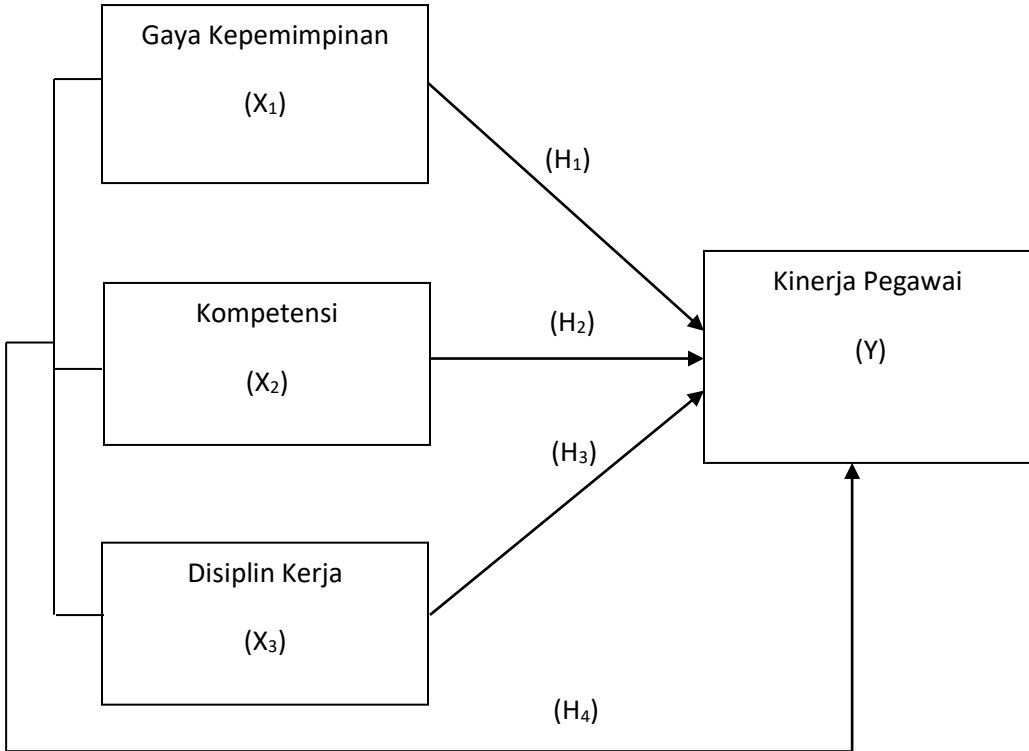 Gaya Kepemimpinan
(X₁)
(H₁)
Kompetensi
(X₂)
(H₂)
Kinerja Pegawai
(Y)
(H₃)
Disiplin Kerja
(X₃)
(H₄)